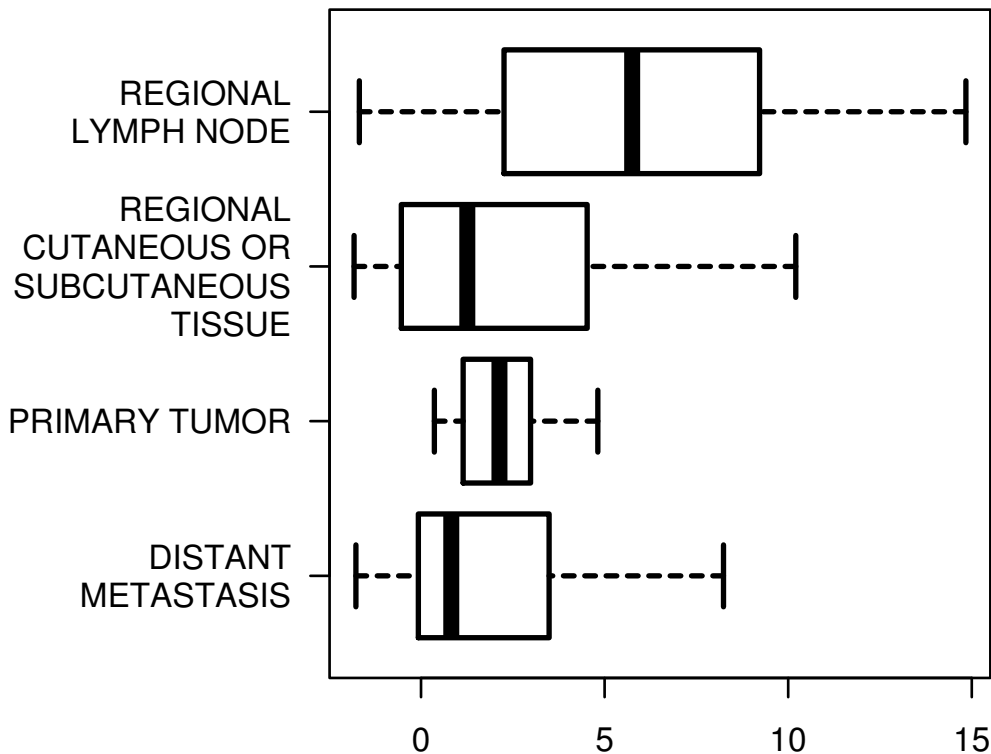 REGIONAL
LYMPH NODE
REGIONAL
CUTANEOUS OR
SUBCUTANEOUS
TISSUE
PRIMARY TUMOR
DISTANT
METASTASIS
0 5 10 15